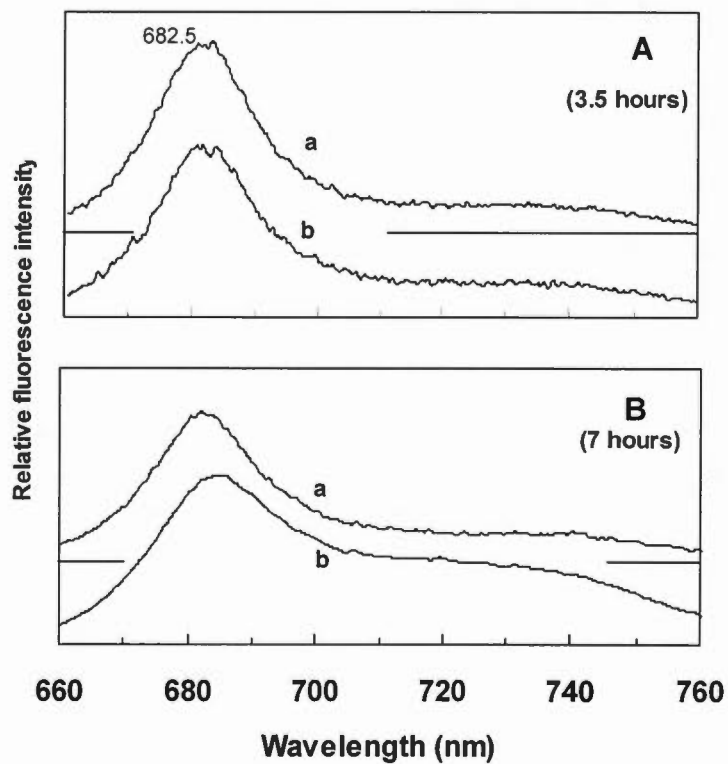 682.5
A
(3.5 hours)
a
b
Relative fluorescence intensity
B
(7 hours)
a
b
660 680 700 720 740 760
Wavelength (nm)